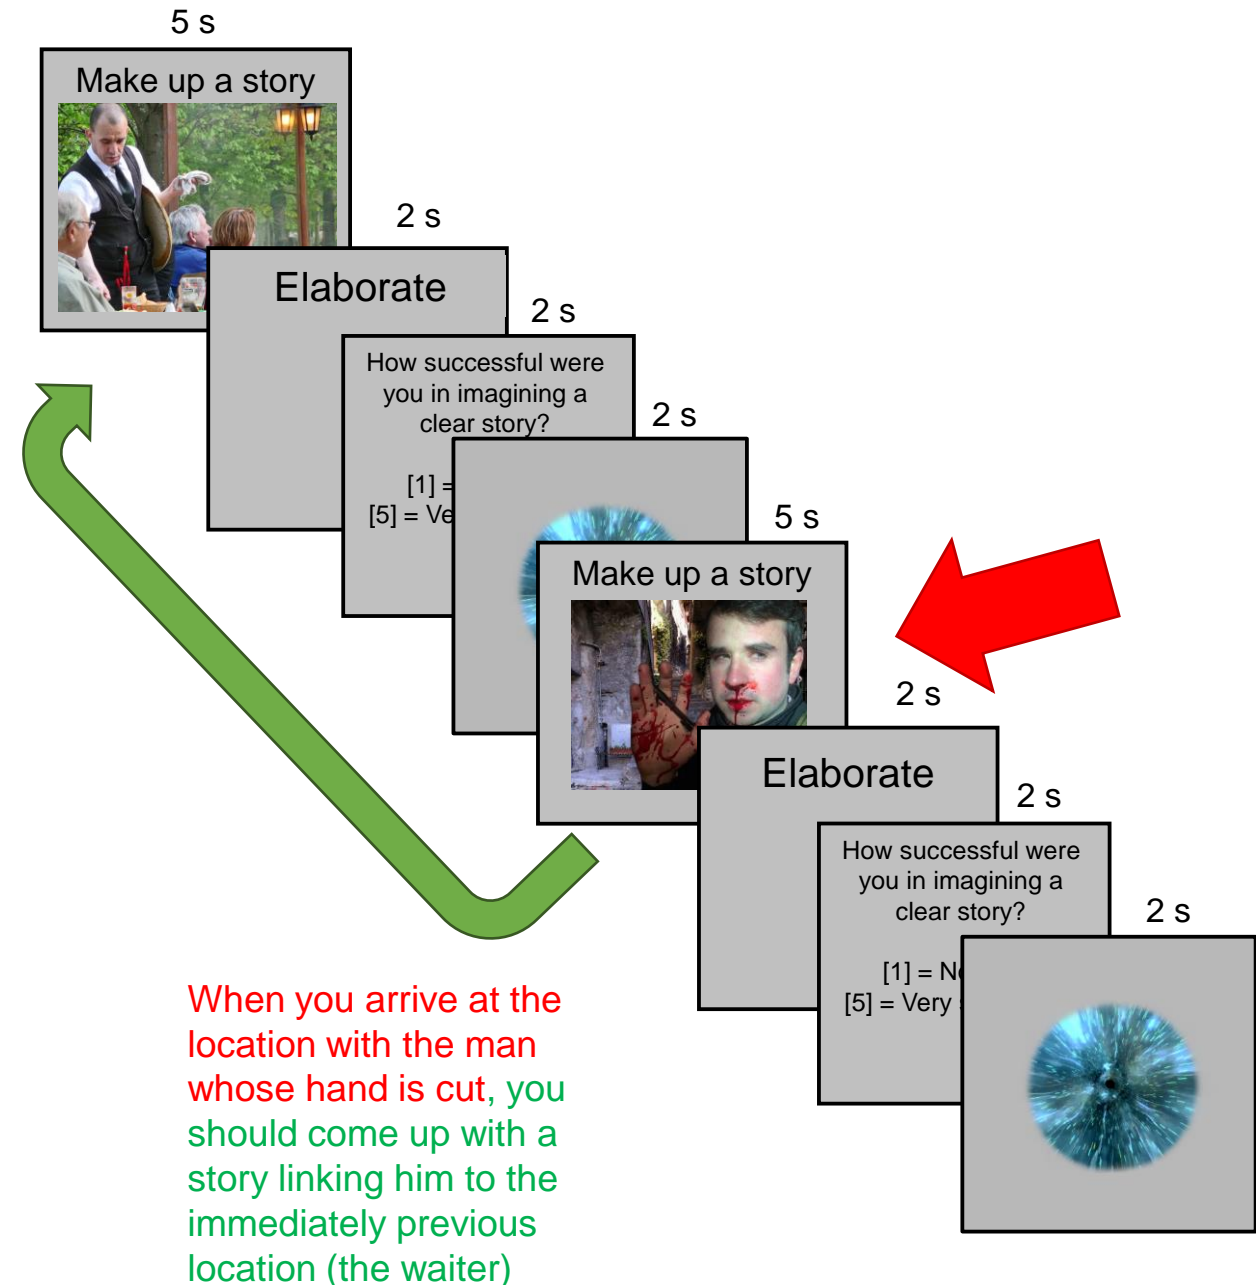 5 s
Make up a story
2 s
Elaborate
2 s
How successful were
you in imagining a
clear story?
[1] =
[5] = Ve
2 s
5 s
Make up a story
2 s
Elaborate
2 s
How successful were
you in imagining a
clear story?
[1] = No
[5] = Very
2 s
When you arrive at the
location with the man
whose hand is cut, you
should come up with a
story linking him to the
immediately previous
location (the waiter)